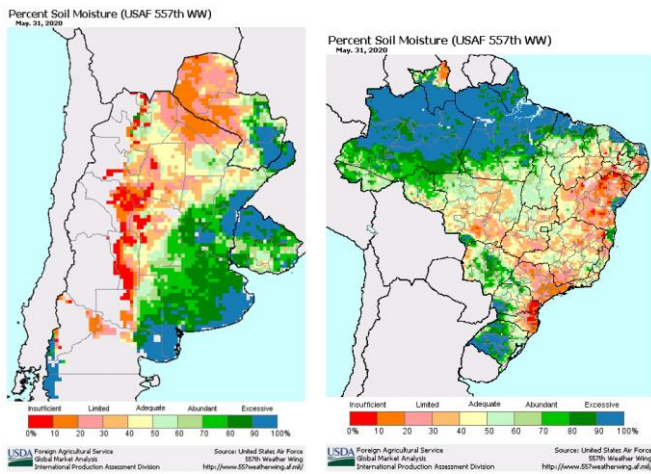 Percent Soil Moisture (USAF 557th WW)
May. 31, 2020
Insufficient Limited Adequate Abundant Excessive
0% 10 20 30 40 50 60 70 80 90 100%
USDA Foreign Agricultural Service
Global Market Analysis
International Production Assessment Division
Source: United States Air Force
557th Weather Wing
http://www.557weatherwing.af.mil/
Percent Soil Moisture (USAF 557th WW)
May. 31, 2020
Insufficient Limited Adequate Abundant Excessive
0% 10 20 30 40 50 60 70 80 90 100%
USDA Foreign Agricultural Service
Global Market Analysis
International Production Assessment Division
Source: United States Air Force
557th Weather Wing
http://www.557weatherwing.af.mil/